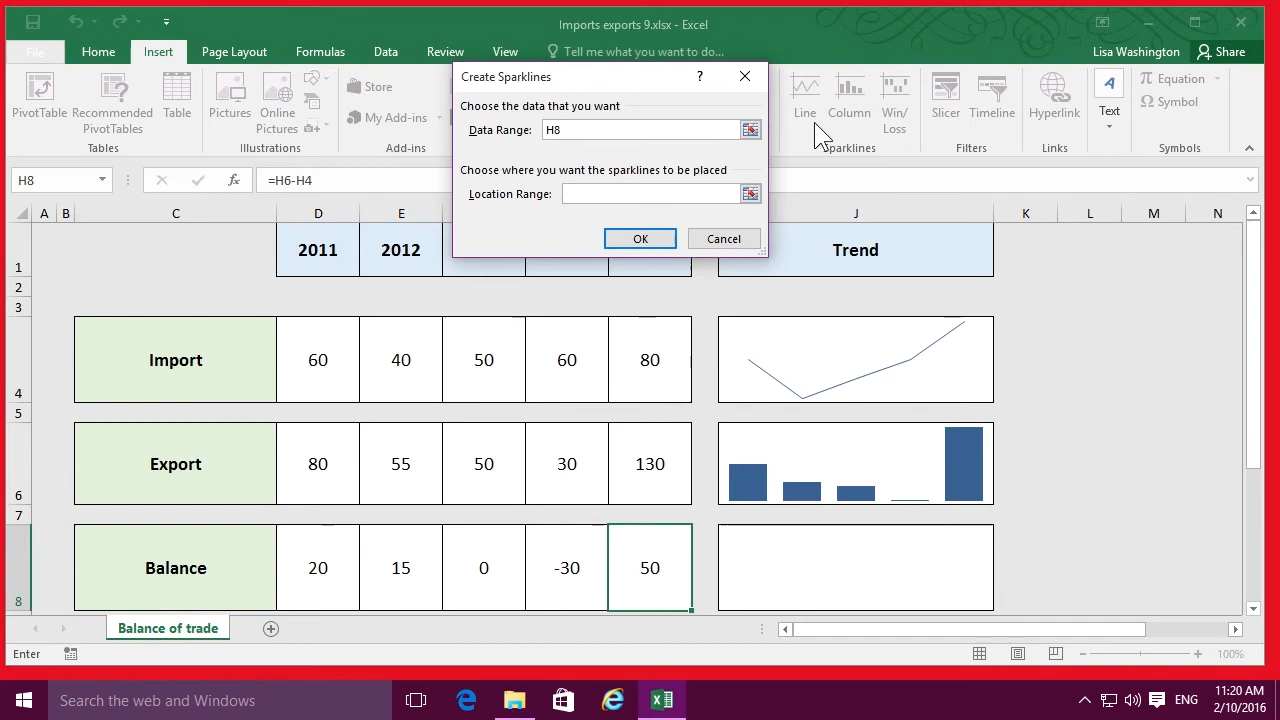 Imports exports 9.xlsx - Excel
File Home Insert Page Layout Formulas Data Review View Tell me what you want to do... Lisa Washington Share
PivotTable Recommended PivotTables Table
Tables
Pictures Online Pictures
Illustrations
Store
My Add-ins
Add-ins
Line Column Win/Loss
Sparklines
Slicer Timeline
Filters
Hyperlink
Links
Text
Equation
Symbol
Symbols
Create Sparklines ?
Choose the data that you want
Data Range: H8
Choose where you want the sparklines to be placed
Location Range:
OK Cancel
H8 fx =H6-H4
A B C D E J K L M N
1 2011 2012 Trend
2
3
4 Import 60 40 50 60 80
5
6 Export 80 55 50 30 130
7
8 Balance 20 15 0 -30 50
Balance of trade
Enter 100%
Search the web and Windows ENG 11:20 AM
2/10/2016